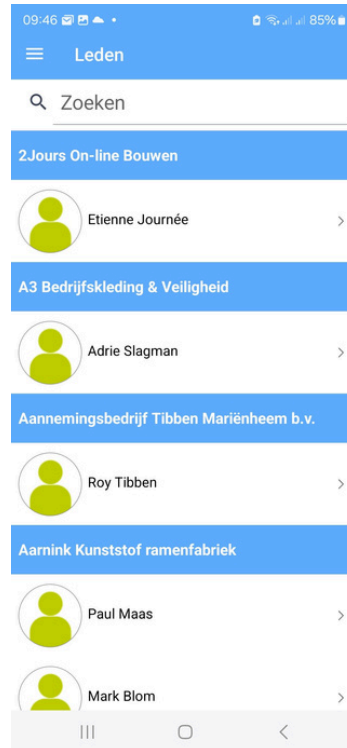 09:46
85%
Leden
Zoeken
2Jours On-line Bouwen
Etienne Journée
A3 Bedrijfskleding & Veiligheid
Adrie Slagman
Aannemingsbedrijf Tibben Mariënheem b.v.
Roy Tibben
Aarnink Kunststof ramenfabriek
Paul Maas
Mark Blom